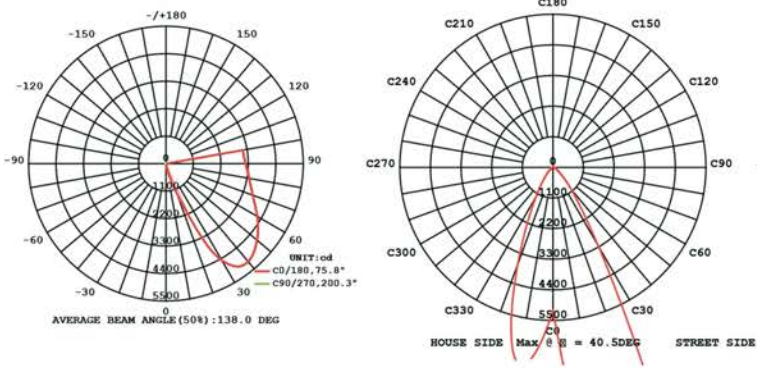 -/+180
-150 150
-120 120
-90 90
-60 60
-30 30
0
0
1100
2200
3300
4400
5500
UNIT:cd
C0/180,75.8°
C90/270,200.3°
AVERAGE BEAM ANGLE(50%):138.0 DEG
C180
C210 C150
C240 C120
C270 C90
C300 C60
C330 C30
C0
0
1100
2200
3300
4400
5500
HOUSE SIDE Max @ = 40.5DEG STREET SIDE